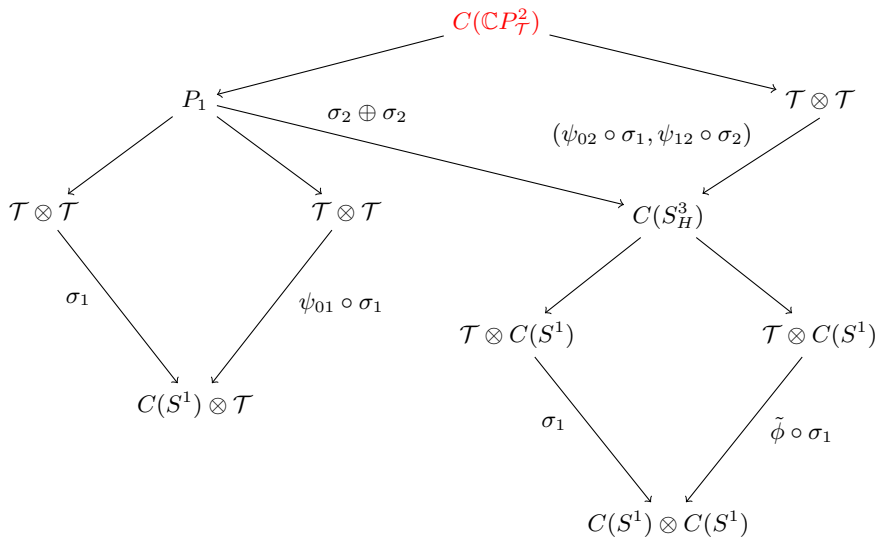 C(ℂP²_𝒯)
P₁
𝒯 ⊗ 𝒯
σ₂ ⊕ σ₂
(ψ₀₂ ∘ σ₁, ψ₁₂ ∘ σ₂)
𝒯 ⊗ 𝒯
𝒯 ⊗ 𝒯
C(S³_H)
σ₁
ψ₀₁ ∘ σ₁
𝒯 ⊗ C(S¹)
𝒯 ⊗ C(S¹)
C(S¹) ⊗ 𝒯
σ₁
ϕ̃ ∘ σ₁
C(S¹) ⊗ C(S¹)